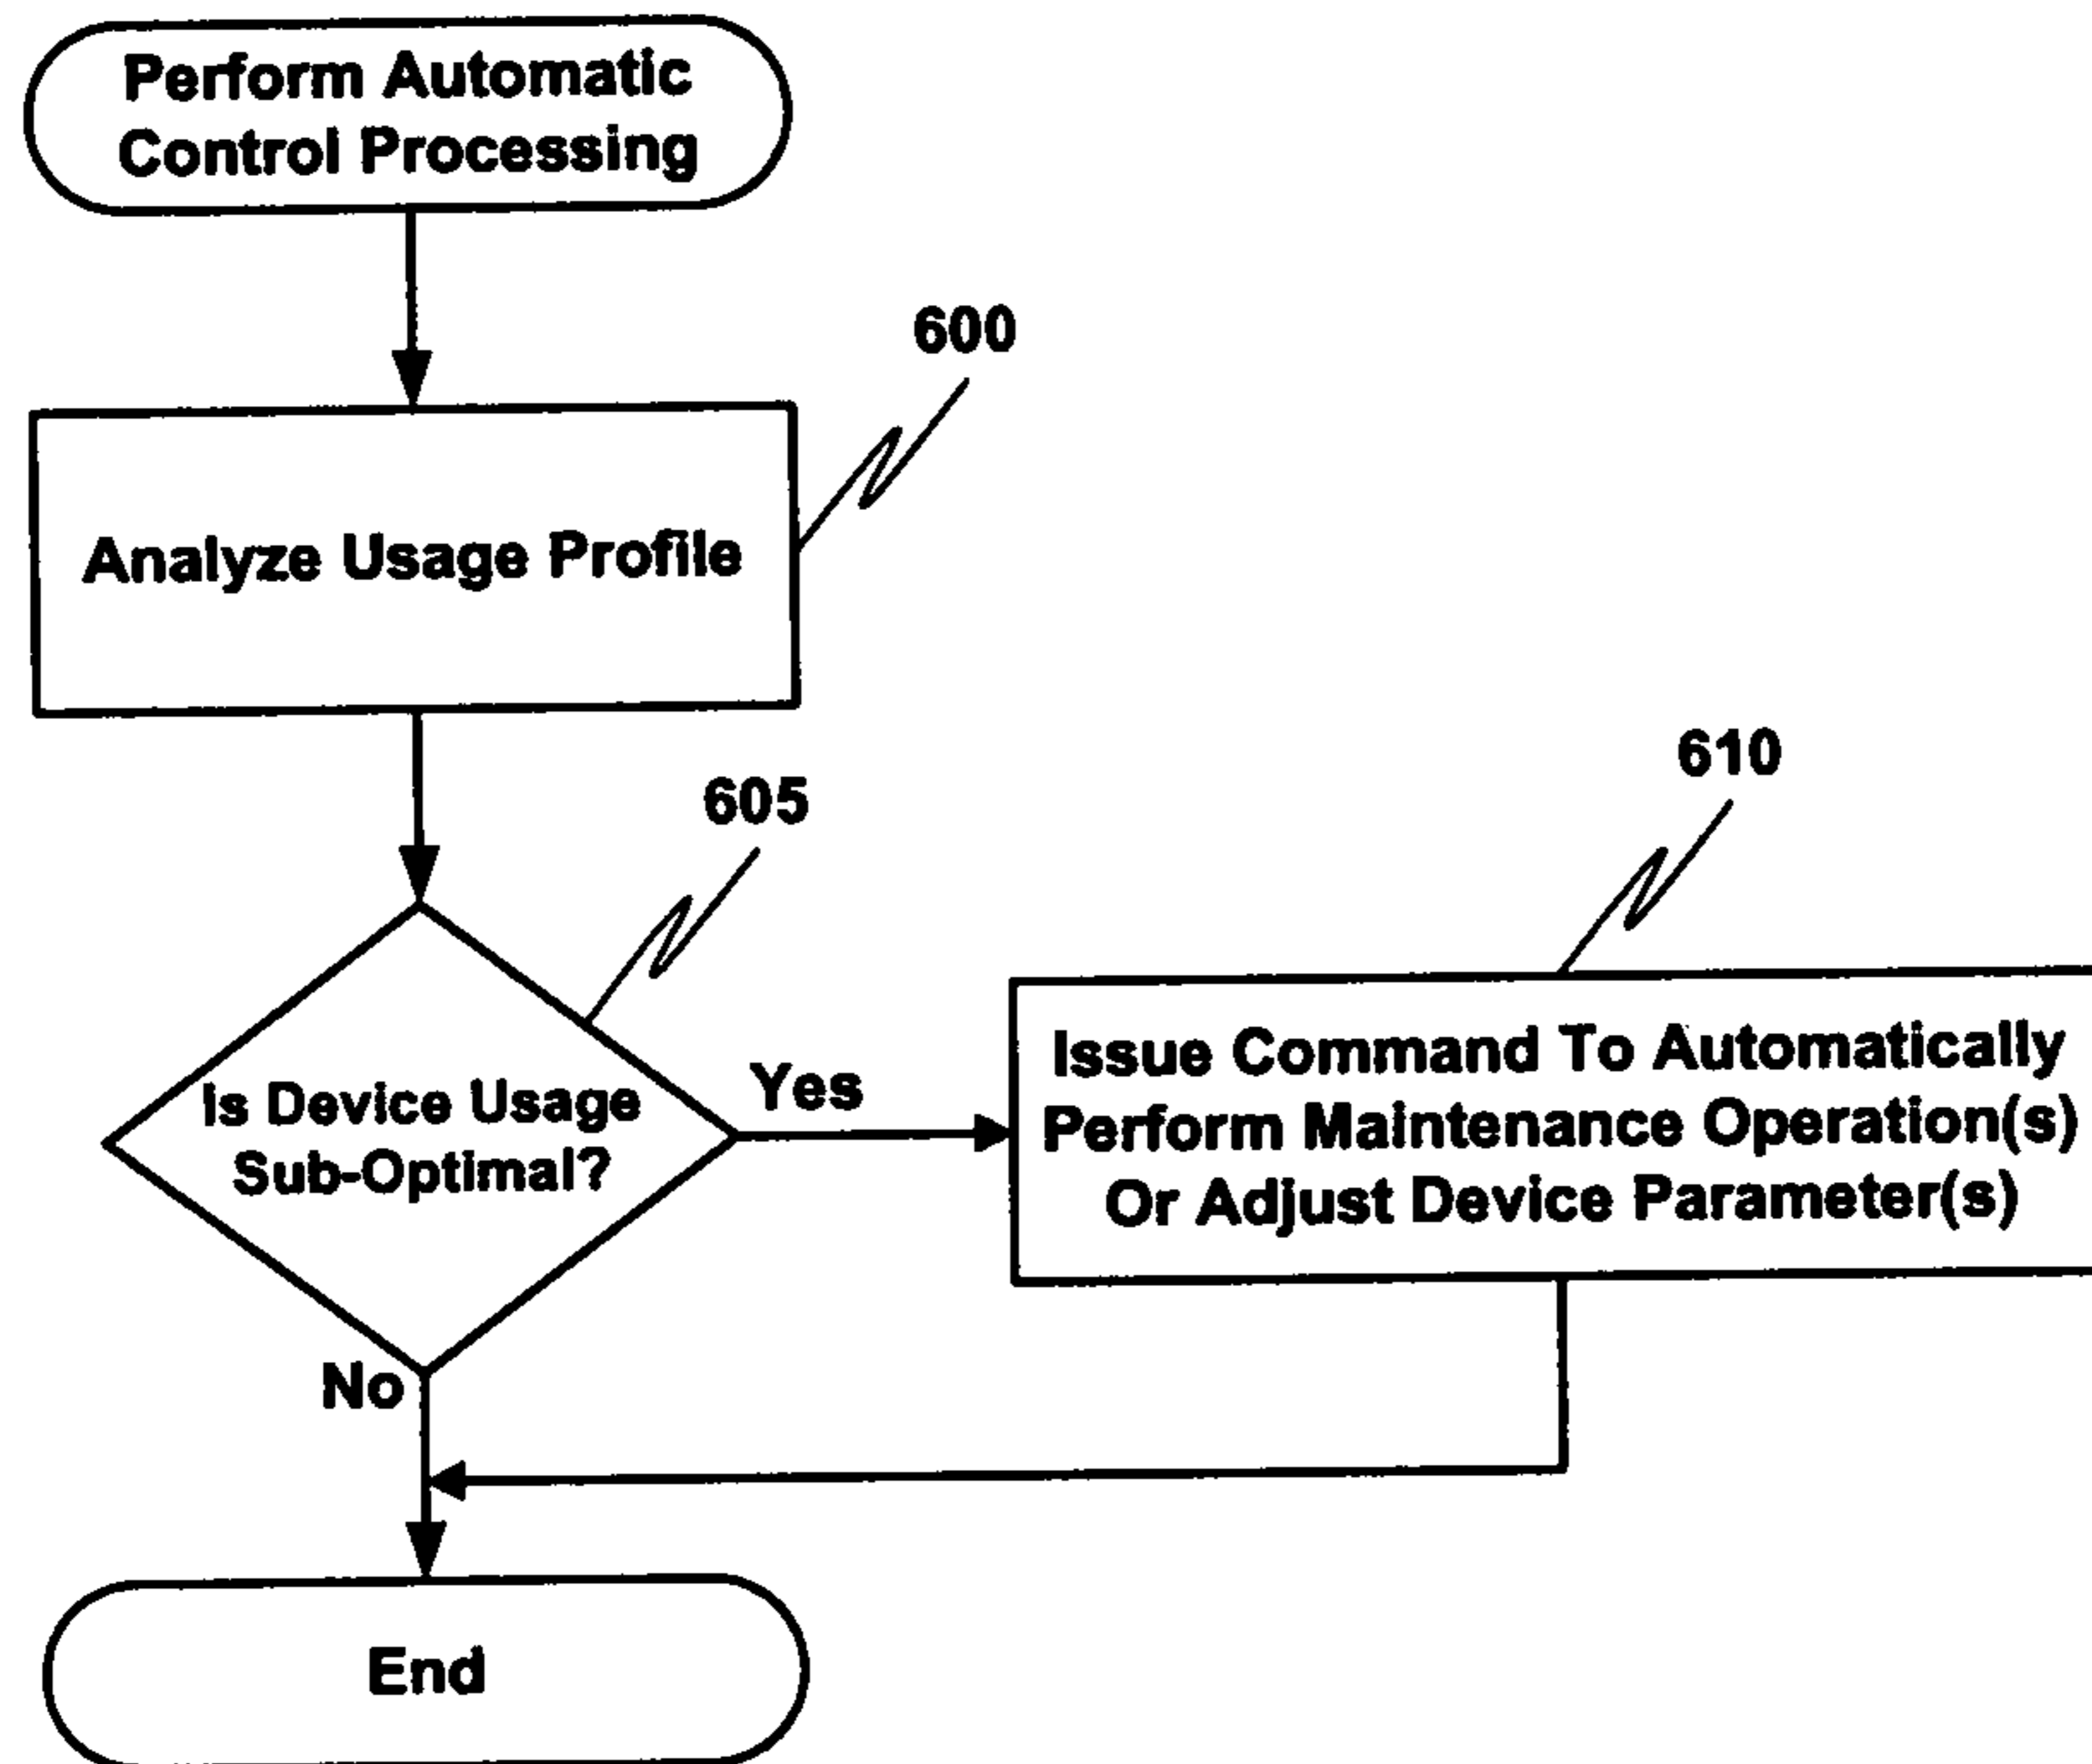 Perform Automatic
Control Processing
600
Analyze Usage Profile
605
610
Is Device Usage
Sub-Optimal?
Yes
Issue Command To Automatically
Perform Maintenance Operation(s)
Or Adjust Device Parameter(s)
No
End